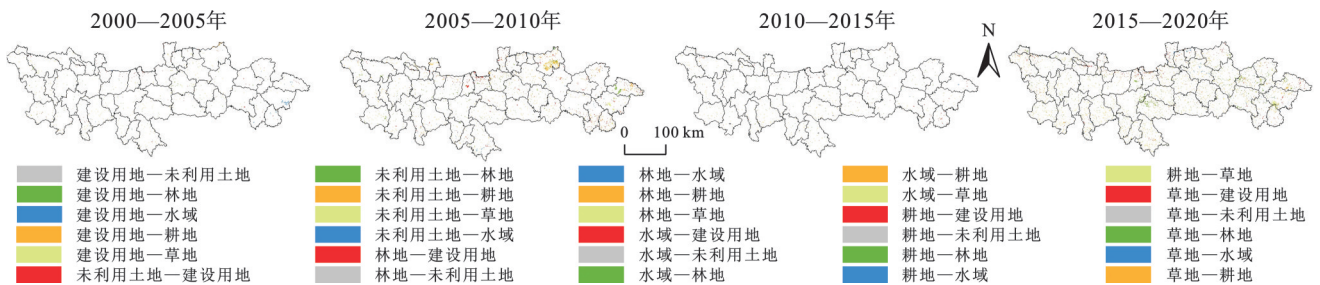 2000—2005年
2005—2010年
2010—2015年
2015—2020年
N
0 100 km
建设用地—未利用土地
建设用地—林地
建设用地—水域
建设用地—耕地
建设用地—草地
未利用土地—建设用地
未利用土地—林地
未利用土地—耕地
未利用土地—草地
未利用土地—水域
林地—建设用地
林地—未利用土地
林地—水域
林地—耕地
林地—草地
水域—建设用地
水域—未利用土地
水域—林地
水域—耕地
水域—草地
耕地—建设用地
耕地—未利用土地
耕地—林地
耕地—水域
耕地—草地
草地—建设用地
草地—未利用土地
草地—林地
草地—水域
草地—耕地